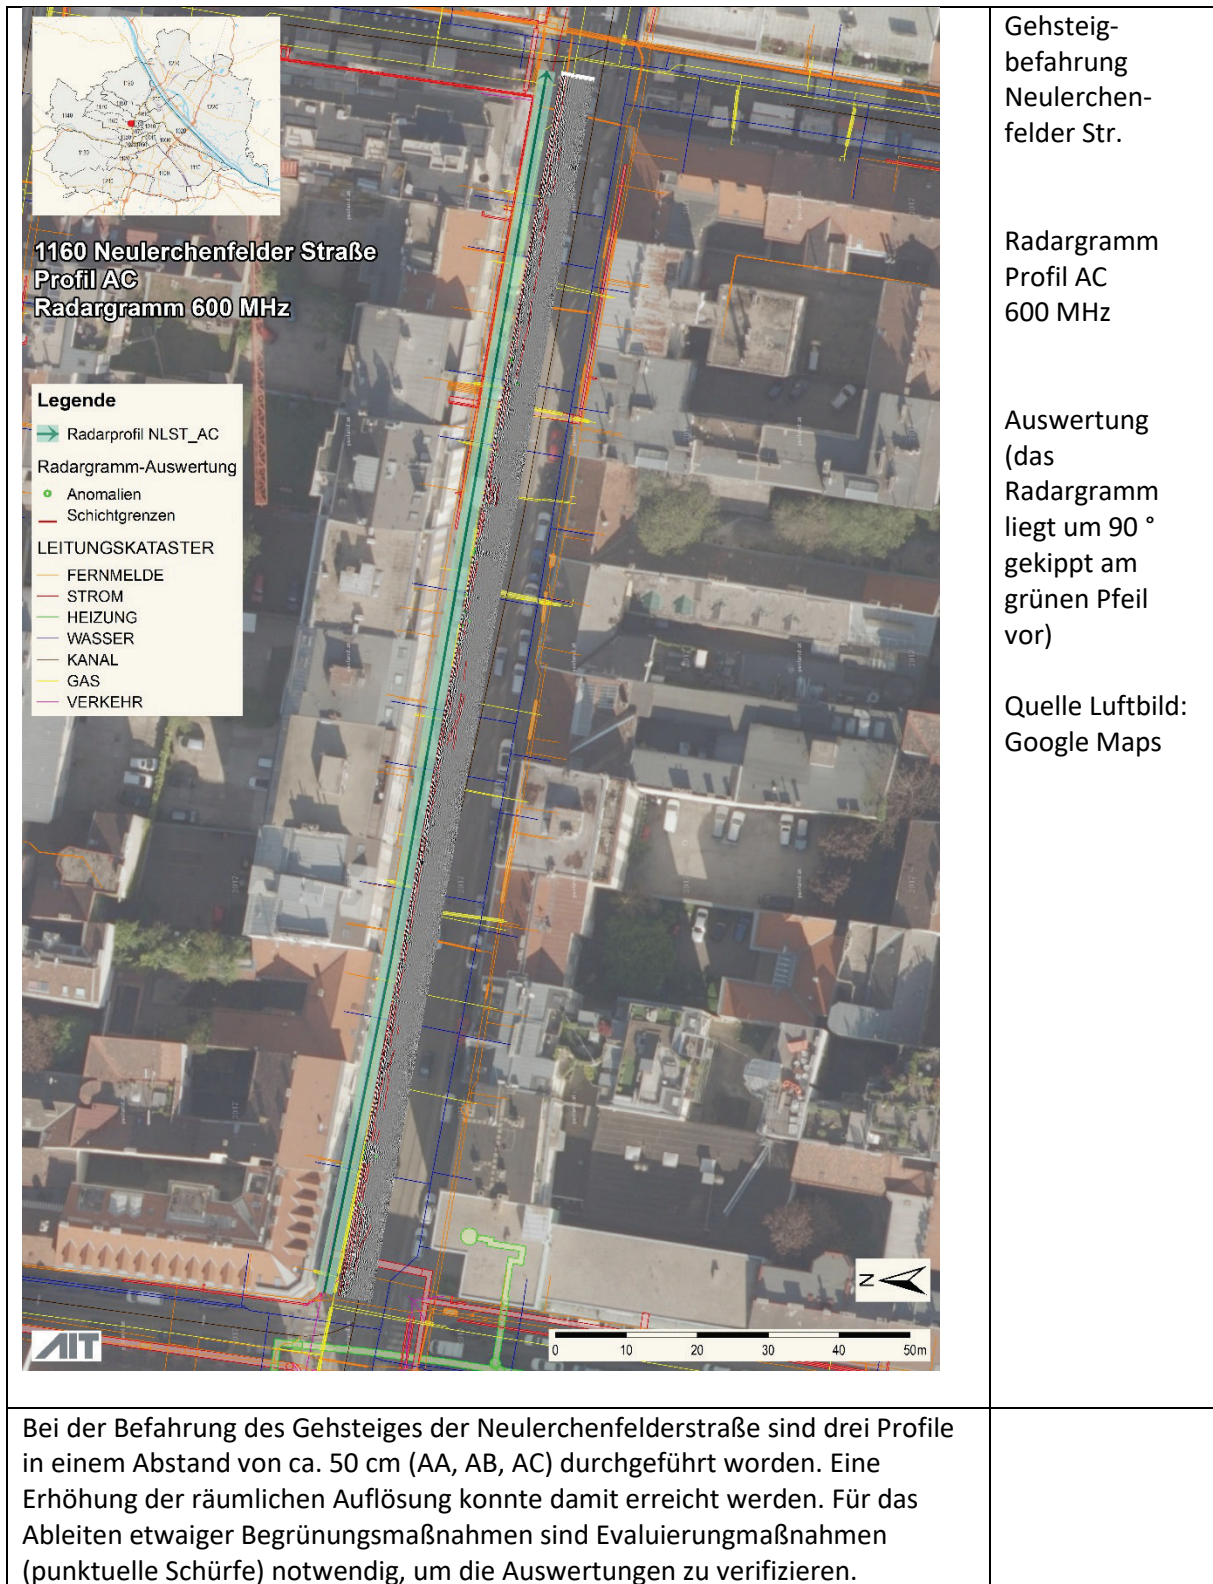 1160 Neulerchenfelder Straße
Profil AC
Radargramm 600 MHz
Legende
Radarprofil NLST_AC
Radargramm-Auswertung
Anomalien
Schichtgrenzen
LEITUNGSKATASTER
FERNMELDE
STROM
HEIZUNG
WASSER
KANAL
GAS
VERKEHR
N
0 10 20 30 40 50m
AIT
Gehsteig-
befahrung
Neulerchen-
felder Str.
Radargramm
Profil AC
600 MHz
Auswertung
(das
Radargramm
liegt um 90 °
gekippt am
grünen Pfeil
vor)
Quelle Luftbild:
Google Maps
Bei der Befahrung des Gehsteiges der Neulerchenfelderstraße sind drei Profile
in einem Abstand von ca. 50 cm (AA, AB, AC) durchgeführt worden. Eine
Erhöhung der räumlichen Auflösung konnte damit erreicht werden. Für das
Ableiten etwaiger Begrünungsmaßnahmen sind Evaluierungmaßnahmen
(punktuelle Schürfe) notwendig, um die Auswertungen zu verifizieren.